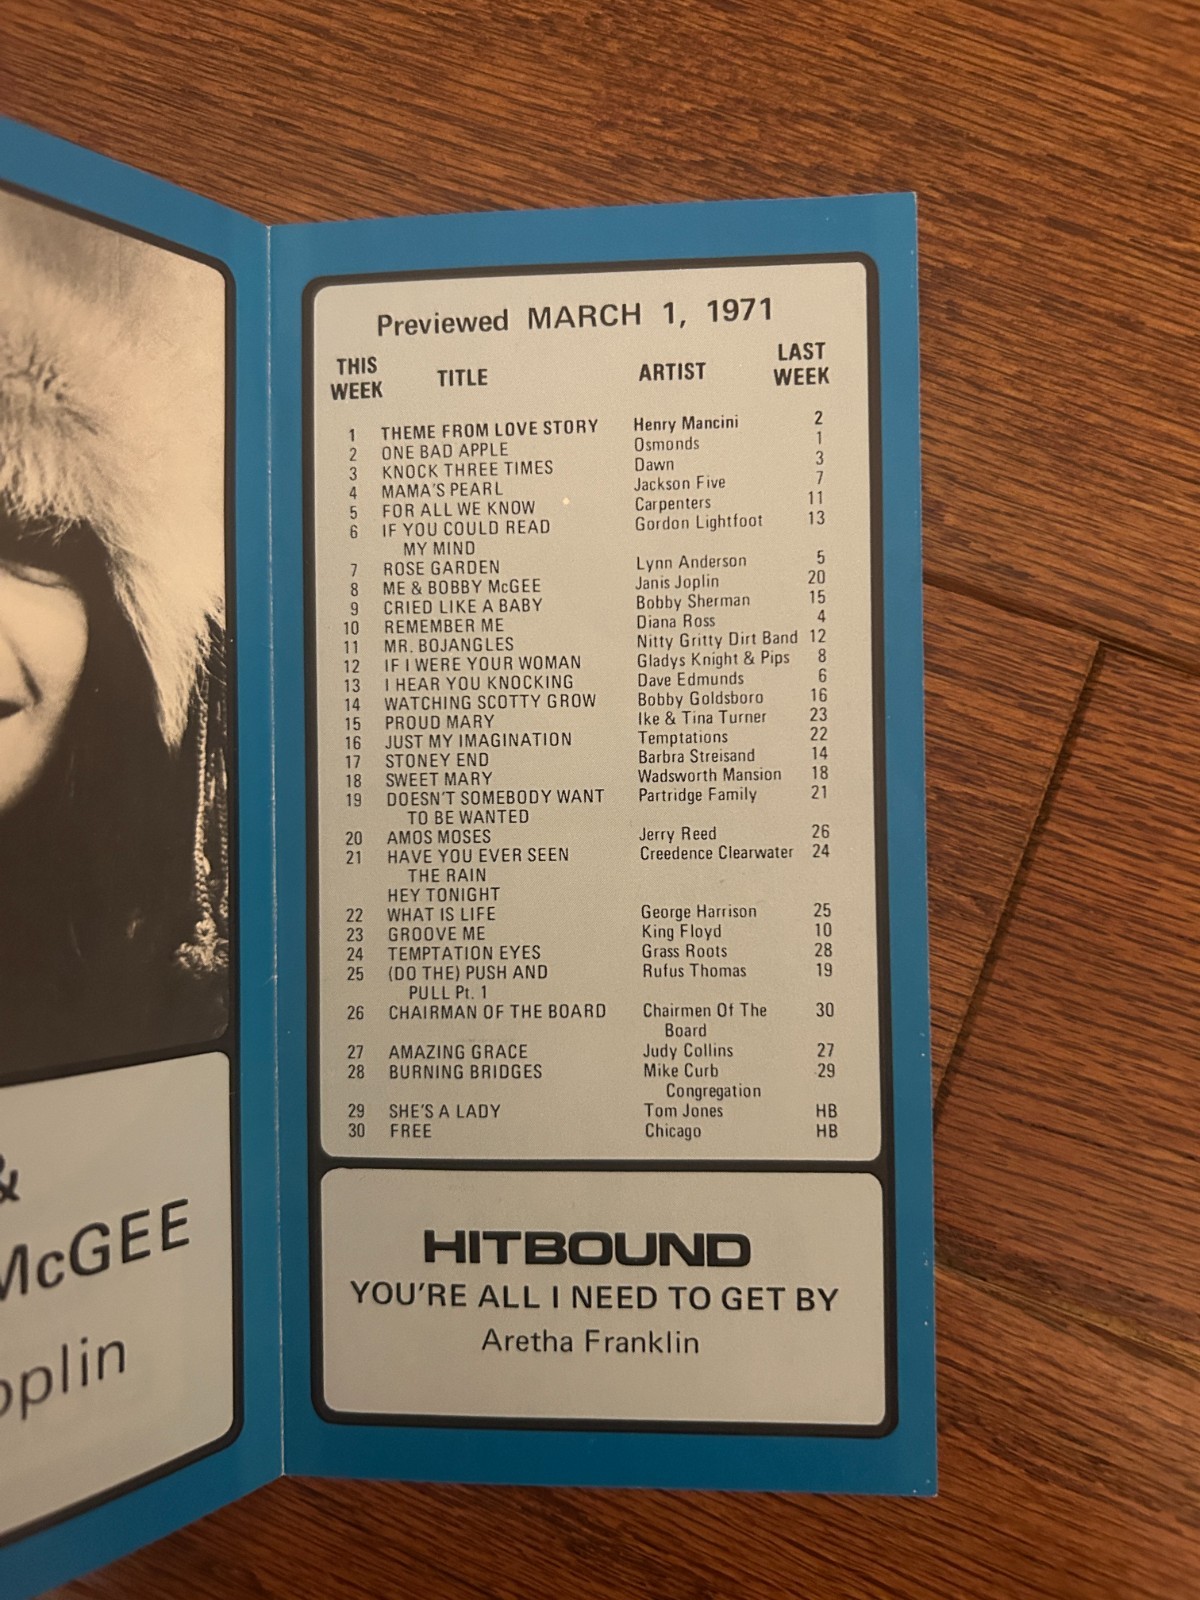 &
McGEE
oplin
Previewed MARCH 1, 1971
THIS WEEK TITLE ARTIST LAST WEEK
1 THEME FROM LOVE STORY Henry Mancini 2
2 ONE BAD APPLE Osmonds 1
3 KNOCK THREE TIMES Dawn 3
4 MAMA'S PEARL Jackson Five 7
5 FOR ALL WE KNOW Carpenters 11
6 IF YOU COULD READ Gordon Lightfoot 13
MY MIND
7 ROSE GARDEN Lynn Anderson 5
8 ME & BOBBY McGEE Janis Joplin 20
9 CRIED LIKE A BABY Bobby Sherman 15
10 REMEMBER ME Diana Ross 4
11 MR. BOJANGLES Nitty Gritty Dirt Band 12
12 IF I WERE YOUR WOMAN Gladys Knight & Pips 8
13 I HEAR YOU KNOCKING Dave Edmunds 6
14 WATCHING SCOTTY GROW Bobby Goldsboro 16
15 PROUD MARY Ike & Tina Turner 23
16 JUST MY IMAGINATION Temptations 22
17 STONEY END Barbra Streisand 14
18 SWEET MARY Wadsworth Mansion 18
19 DOESN'T SOMEBODY WANT Partridge Family 21
TO BE WANTED
20 AMOS MOSES Jerry Reed 26
21 HAVE YOU EVER SEEN Creedence Clearwater 24
THE RAIN
HEY TONIGHT
22 WHAT IS LIFE George Harrison 25
23 GROOVE ME King Floyd 10
24 TEMPTATION EYES Grass Roots 28
25 (DO THE) PUSH AND Rufus Thomas 19
PULL Pt. 1
26 CHAIRMAN OF THE BOARD Chairmen Of The 30
Board
27 AMAZING GRACE Judy Collins 27
28 BURNING BRIDGES Mike Curb 29
Congregation
29 SHE'S A LADY Tom Jones HB
30 FREE Chicago HB
HITBOUND
YOU'RE ALL I NEED TO GET BY
Aretha Franklin